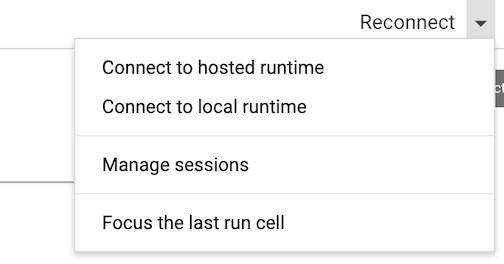 Reconnect
Connect to hosted runtime
Connect to local runtime
Manage sessions
Focus the last run cell